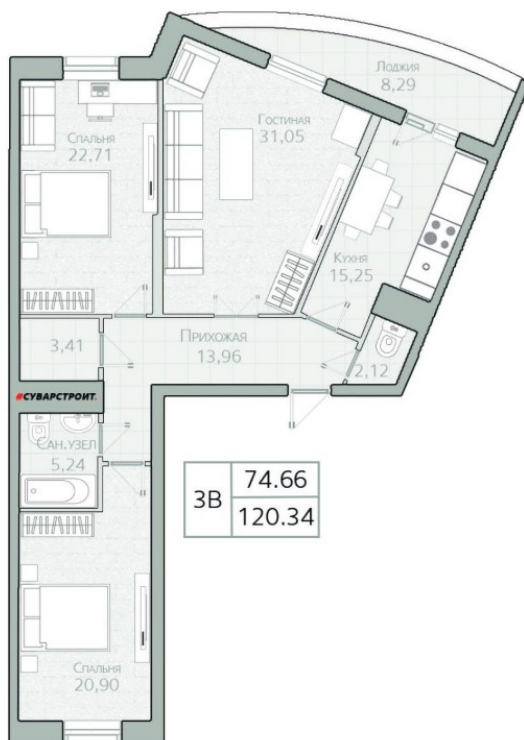 Лоджия
8,29
Гостиная
31,05
Спальня
22,71
Кухня
15,25
Прихожая
13,96
3,41
2,12
#СУВАРСТРОИТ.
Сан.узел
5,24
3В
74.66
120.34
Спальня
20,90